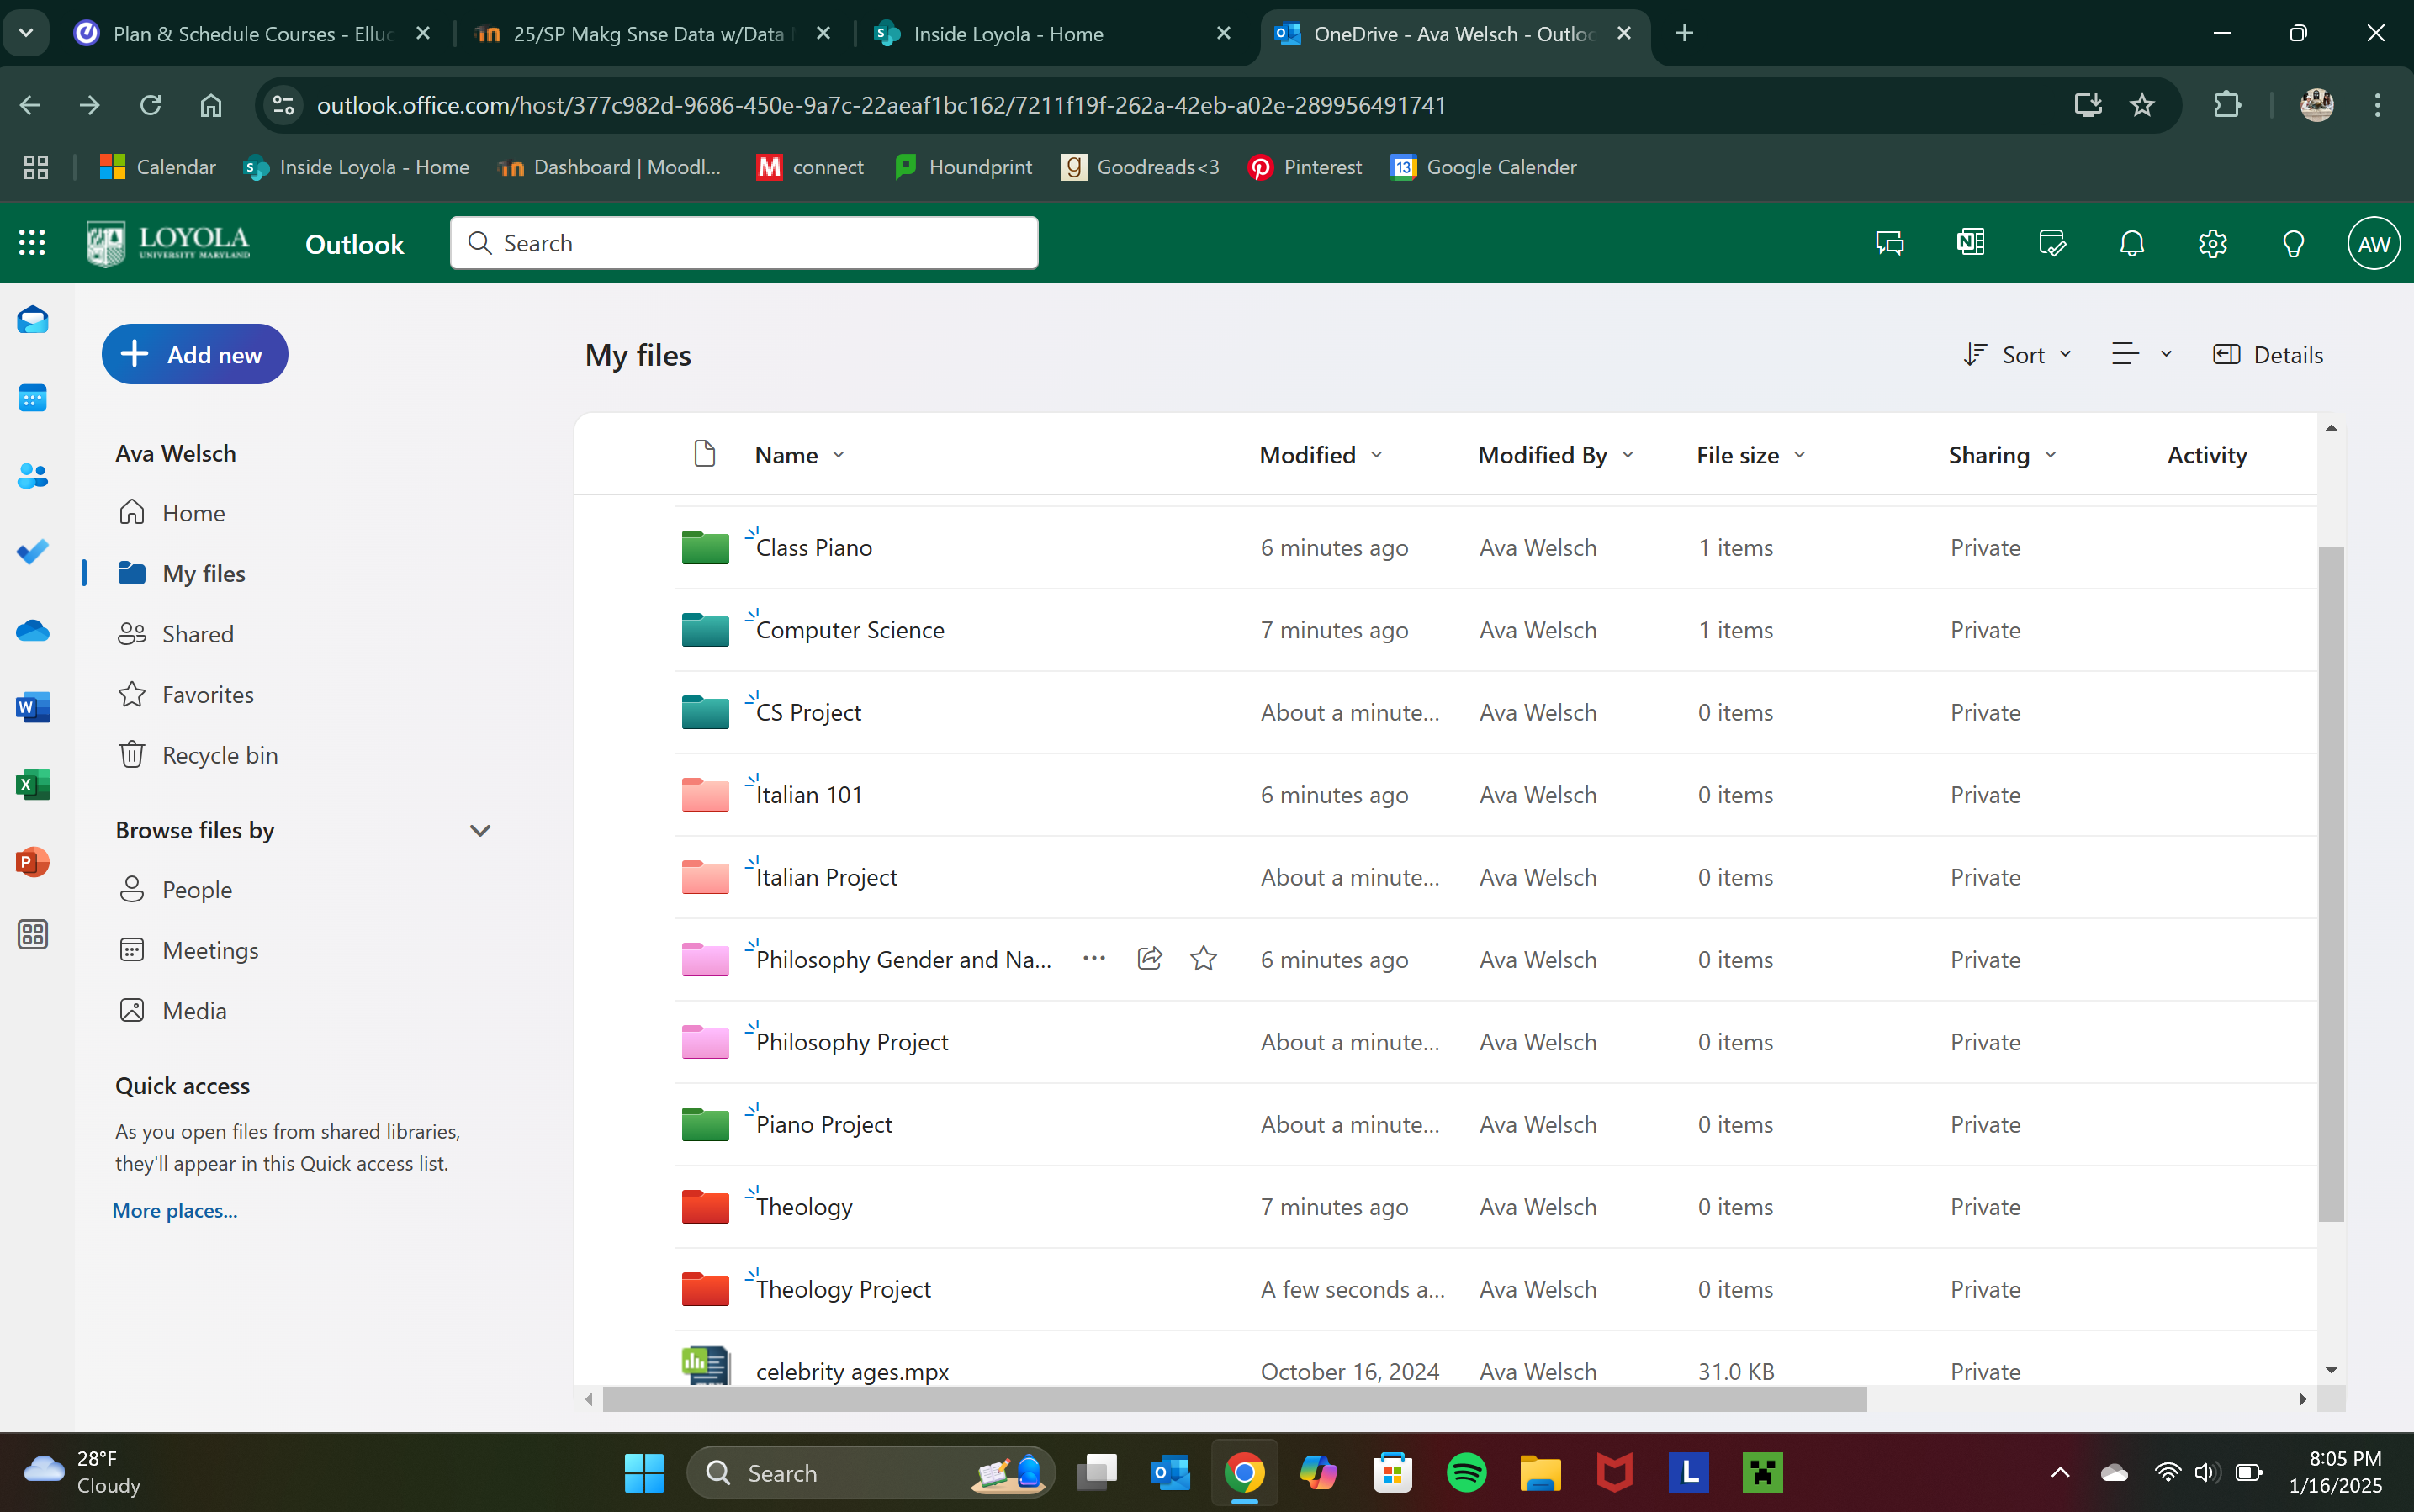 Plan & Schedule Courses - Elluc
25/SP Makg Snse Data w/Data
Inside Loyola - Home
OneDrive - Ava Welsch - Outloo
outlook.office.com/host/377c982d-9686-450e-9a7c-22aeaf1bc162/7211f19f-262a-42eb-a02e-289956491741
Calendar
Inside Loyola - Home
Dashboard | Moodl...
connect
Houndprint
Goodreads<3
Pinterest
13
Google Calender
LOYOLA
UNIVERSITY MARYLAND
Outlook
Search
AW
Add new
My files
Sort
Details
Ava Welsch
Home
My files
Shared
Favorites
Recycle bin
Browse files by
People
Meetings
Media
Quick access
As you open files from shared libraries,
they'll appear in this Quick access list.
More places...
Name Modified Modified By File size Sharing Activity
Class Piano 6 minutes ago Ava Welsch 1 items Private
Computer Science 7 minutes ago Ava Welsch 1 items Private
CS Project About a minute... Ava Welsch 0 items Private
Italian 101 6 minutes ago Ava Welsch 0 items Private
Italian Project About a minute... Ava Welsch 0 items Private
Philosophy Gender and Na... 6 minutes ago Ava Welsch 0 items Private
Philosophy Project About a minute... Ava Welsch 0 items Private
Piano Project About a minute... Ava Welsch 0 items Private
Theology 7 minutes ago Ava Welsch 0 items Private
Theology Project A few seconds a... Ava Welsch 0 items Private
celebrity ages.mpx October 16, 2024 Ava Welsch 31.0 KB Private
28°F
Cloudy
Search
8:05 PM
1/16/2025